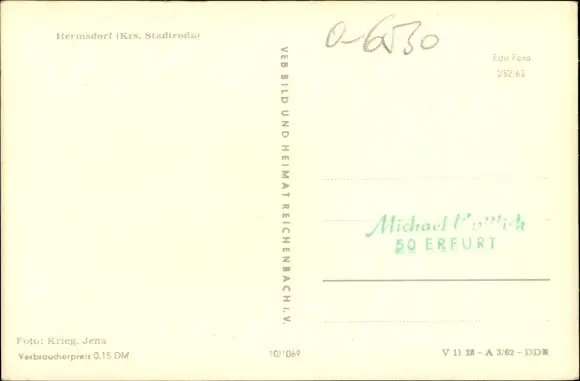 Hermsdorf (Krs. Stadtroda)
0-6530
Echt Foto
252/62
VEB BILD UND HEIMAT REICHENBACH i. V.
Michael
50 ERFURT
Foto: Krieg, Jena
Verbraucherpreis 0,15 DM
10/1069
V 11 28 - A 3/62 - DDR